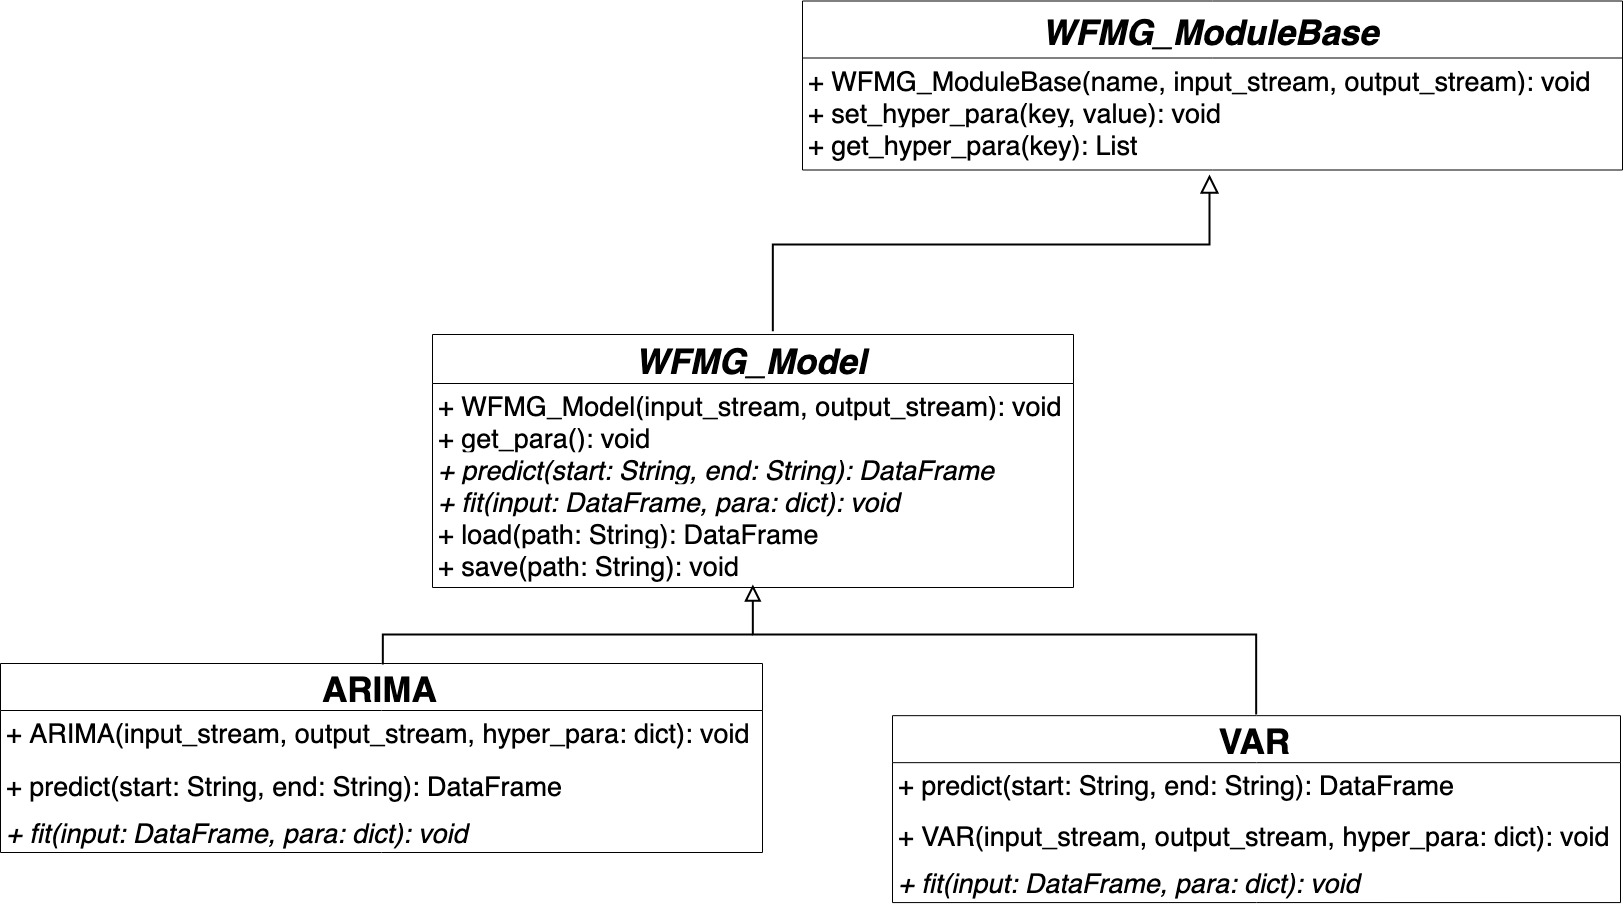 WFMG_ModuleBase
+ WFMG_ModuleBase(name, input_stream, output_stream): void
+ set_hyper_para(key, value): void
+ get_hyper_para(key): List
WFMG_Model
+ WFMG_Model(input_stream, output_stream): void
+ get_para(): void
+ predict(start: String, end: String): DataFrame
+ fit(input: DataFrame, para: dict): void
+ load(path: String): DataFrame
+ save(path: String): void
ARIMA
+ ARIMA(input_stream, output_stream, hyper_para: dict): void
+ predict(start: String, end: String): DataFrame
+ fit(input: DataFrame, para: dict): void
VAR
+ predict(start: String, end: String): DataFrame
+ VAR(input_stream, output_stream, hyper_para: dict): void
+ fit(input: DataFrame, para: dict): void